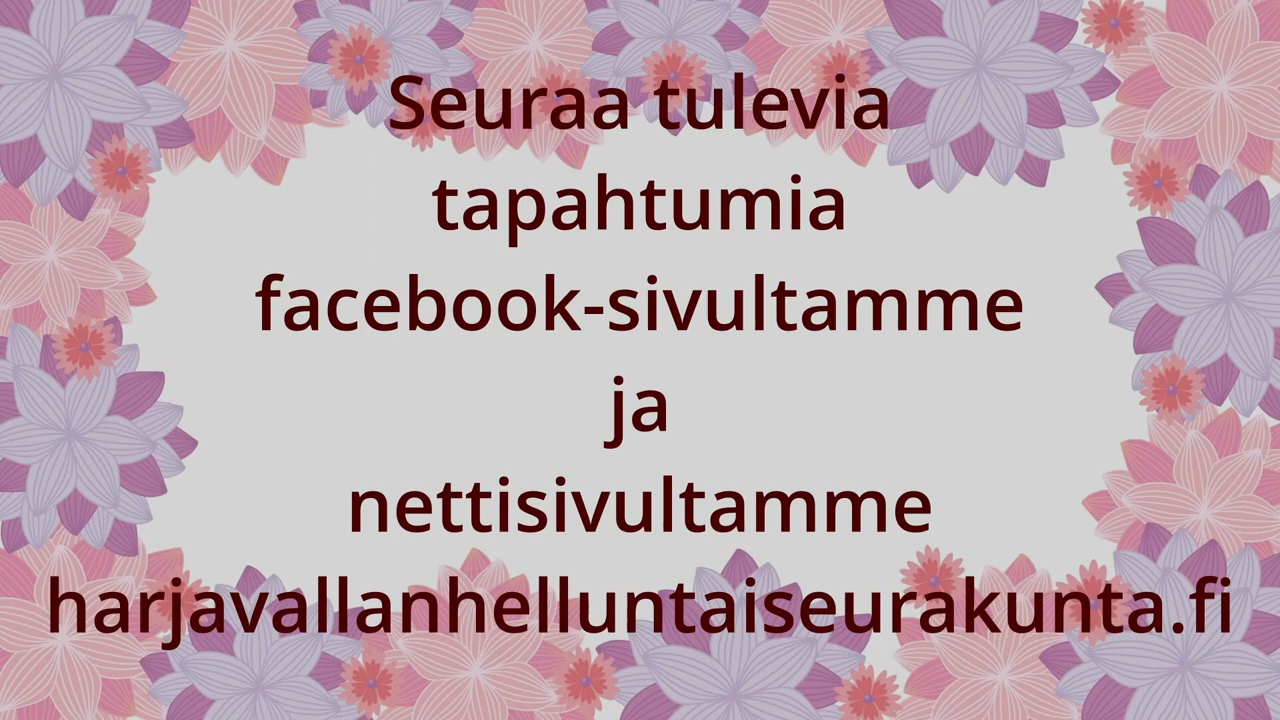 Seuraa tulevia
tapahtumia
facebook-sivultamme
ja
nettisivultamme
harjavallanhelluntaiseurakunta.fi